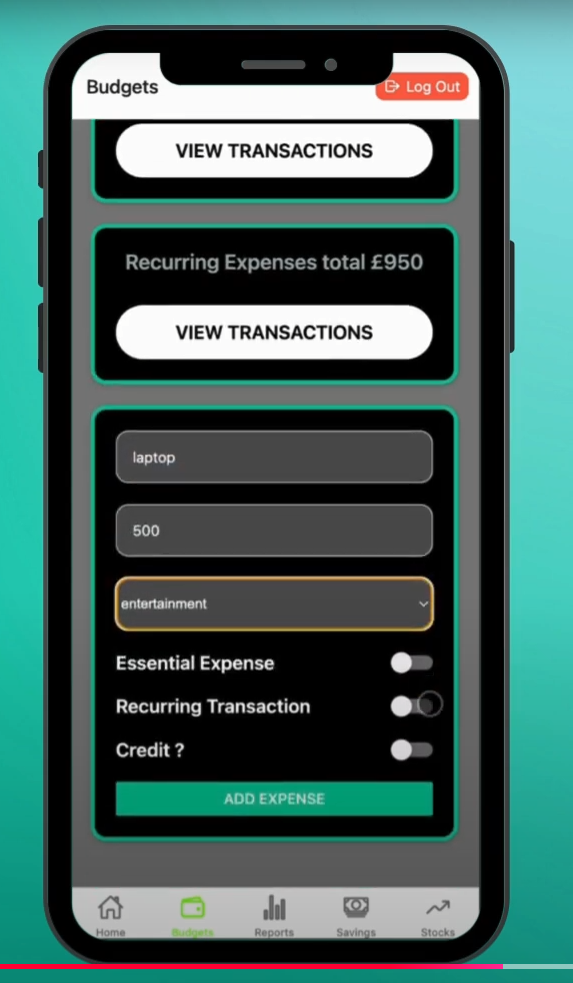 Budgets
Log Out
VIEW TRANSACTIONS
Recurring Expenses total £950
VIEW TRANSACTIONS
laptop
500
entertainment
Essential Expense
Recurring Transaction
Credit ?
ADD EXPENSE
Home Budgets Reports Savings Stocks